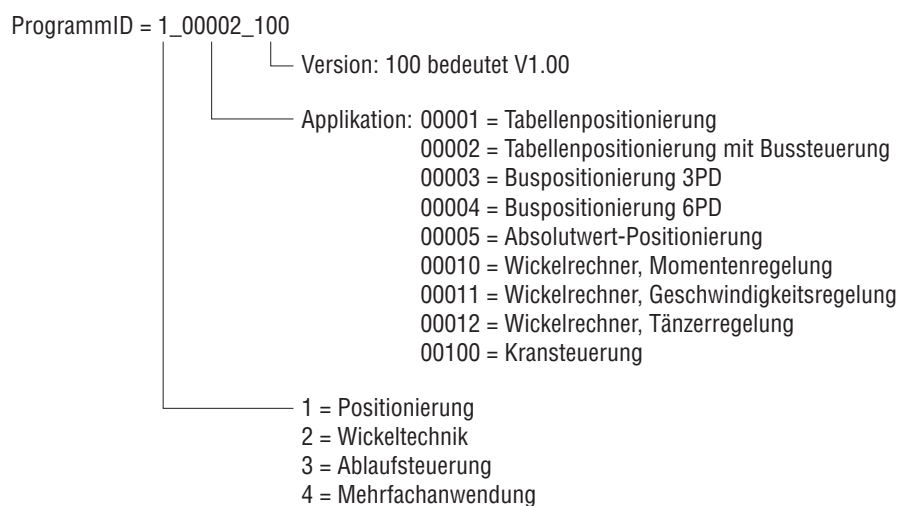 ProgrammID = 1_00002_100
Version: 100 bedeutet V1.00
Applikation: 00001 = Tabellenpositionierung
00002 = Tabellenpositionierung mit Bussteuerung
00003 = Buspositionierung 3PD
00004 = Buspositionierung 6PD
00005 = Absolutwert-Positionierung
00010 = Wickelrechner, Momentenregelung
00011 = Wickelrechner, Geschwindigkeitsregelung
00012 = Wickelrechner, Tänzerregelung
00100 = Kransteuerung
1 = Positionierung
2 = Wickeltechnik
3 = Ablaufsteuerung
4 = Mehrfachanwendung